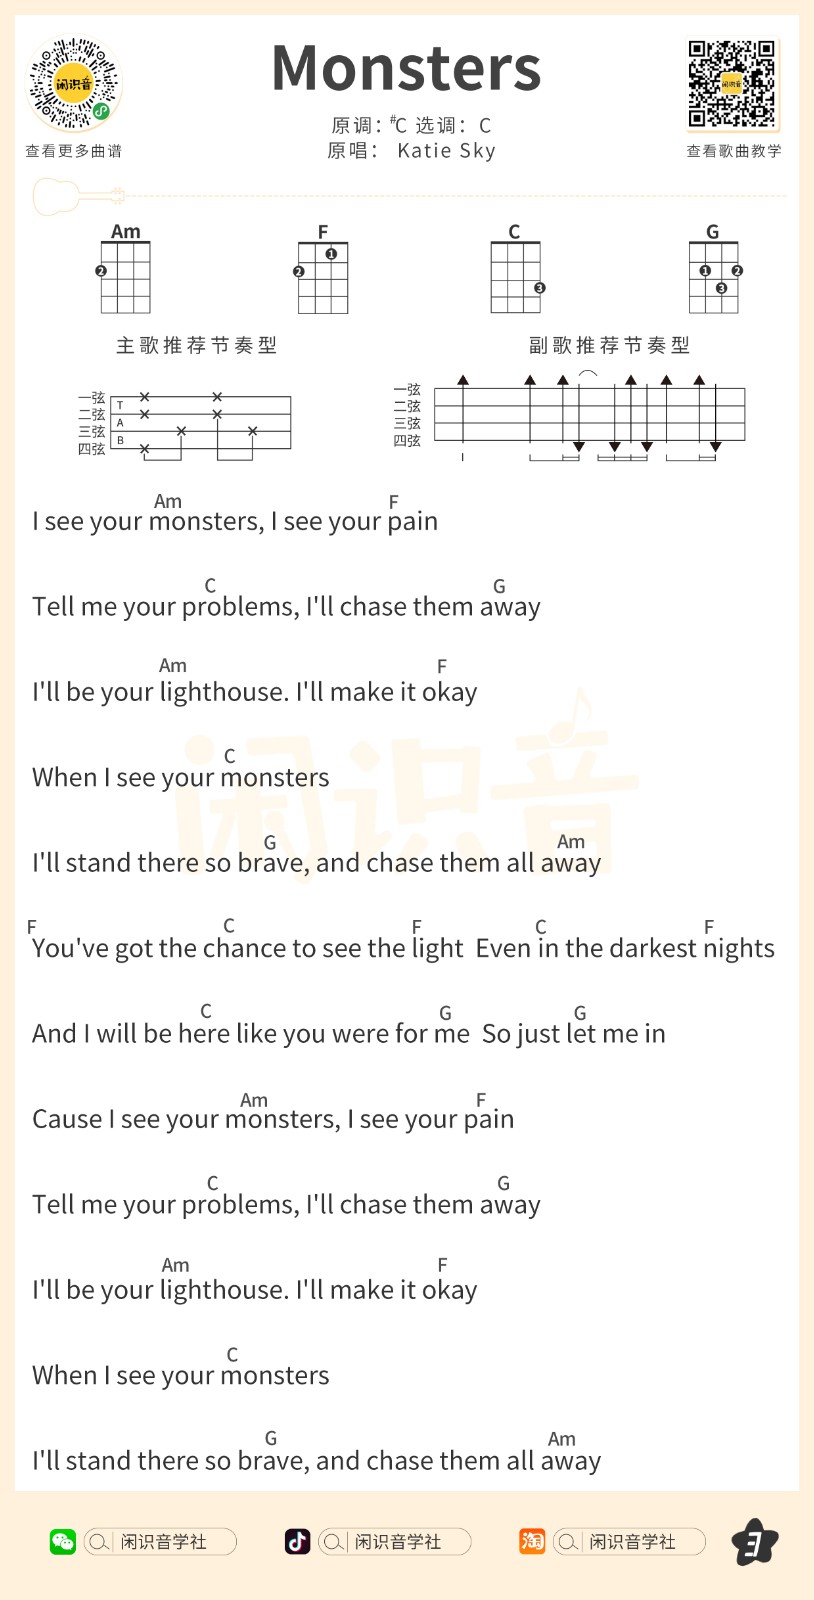 Monsters
原调：#C 选调：C
原唱： Katie Sky
闲识音
查看更多曲谱
闲识音
查看歌曲教学
Am F C G
2
2 1
3
1 2 3
主歌推荐节奏型 副歌推荐节奏型
一弦
二弦
三弦
四弦
T
A
B
一弦
二弦
三弦
四弦
Am F
I see your monsters, I see your pain
C G
Tell me your problems, I'll chase them away
Am F
I'll be your lighthouse. I'll make it okay
C
When I see your monsters
G Am
I'll stand there so brave, and chase them all away
F C F C F
You've got the chance to see the light Even in the darkest nights
C G G
And I will be here like you were for me So just let me in
Am F
Cause I see your monsters, I see your pain
C G
Tell me your problems, I'll chase them away
Am F
I'll be your lighthouse. I'll make it okay
C
When I see your monsters
G Am
I'll stand there so brave, and chase them all away
闲识音
闲识音学社 闲识音学社 淘 闲识音学社